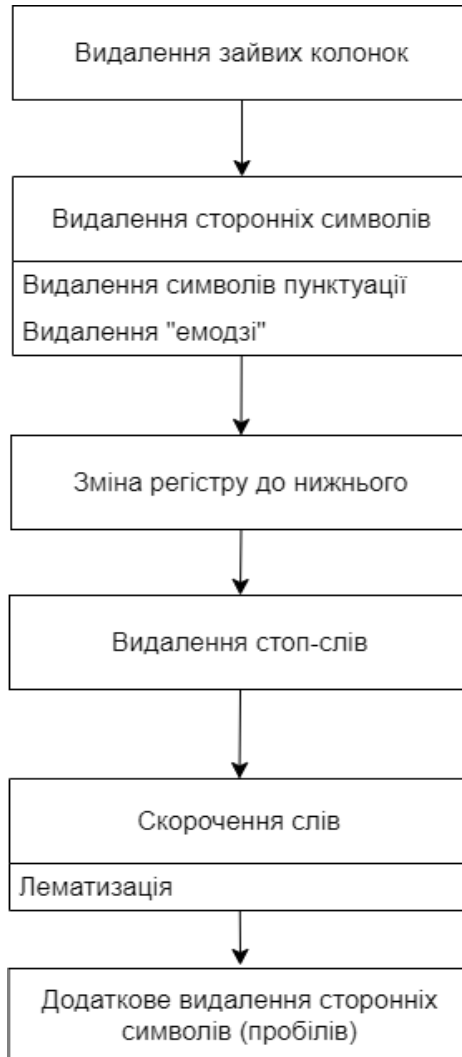 Видалення зайвих колонок
Видалення сторонніх символів
Видалення символів пунктуації
Видалення "емодзі"
Зміна регістру до нижнього
Видалення стоп-слів
Скорочення слів
Лематизація
Додаткове видалення сторонніх
символів (пробілів)